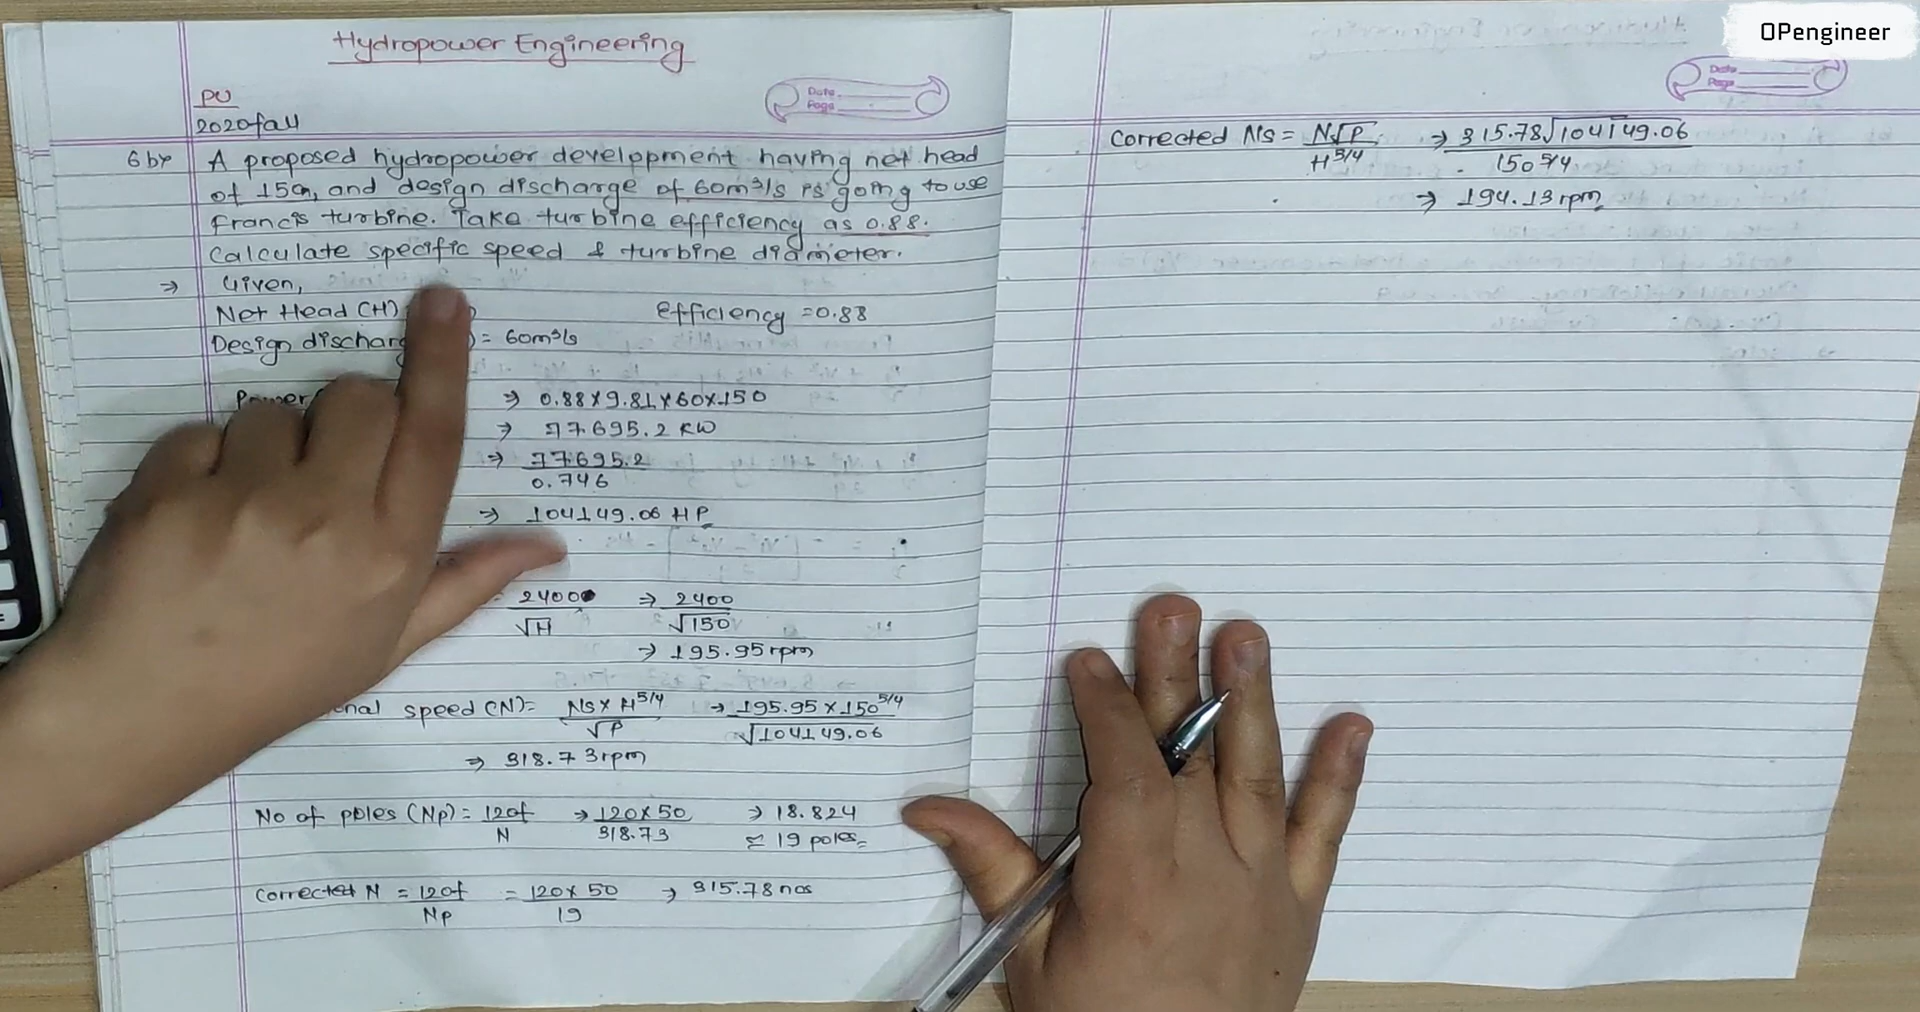 Hydropower Engineering
PU
2020 fall
Date
Page
6 b) A proposed hydropower development having net head
of 150m, and design discharge of 60m³/s is going to use
francis turbine. Take turbine efficiency as 0.88.
Calculate specific speed & turbine diameter.
⇒ Given,
Net Head (H)
efficiency = 0.88
Design discharg ) = 60m³/s
Power ⇒ 0.88×9.81×60×150
⇒ 77695.2 KW
⇒ 77695.2
0.746
⇒ 104149.06 HP
2400 ⇒ 2400
√H √150
⇒ 195.95 rpm
nal speed (N) = Ns × H^5/4 → 195.95 × 150^5/4
√P √104149.06
⇒ 318.73 rpm
No of poles (Np) = 120f → 120×50 → 18.824
N 318.73 ≈ 19 poles
Corrected N = 120f = 120×50 → 315.78 nos
Np 19
OPengineer
Date
Page
Corrected Ns = N√P ⇒ 315.78√104149.06
H^5/4 150^5/4
⇒ 194.13 rpm